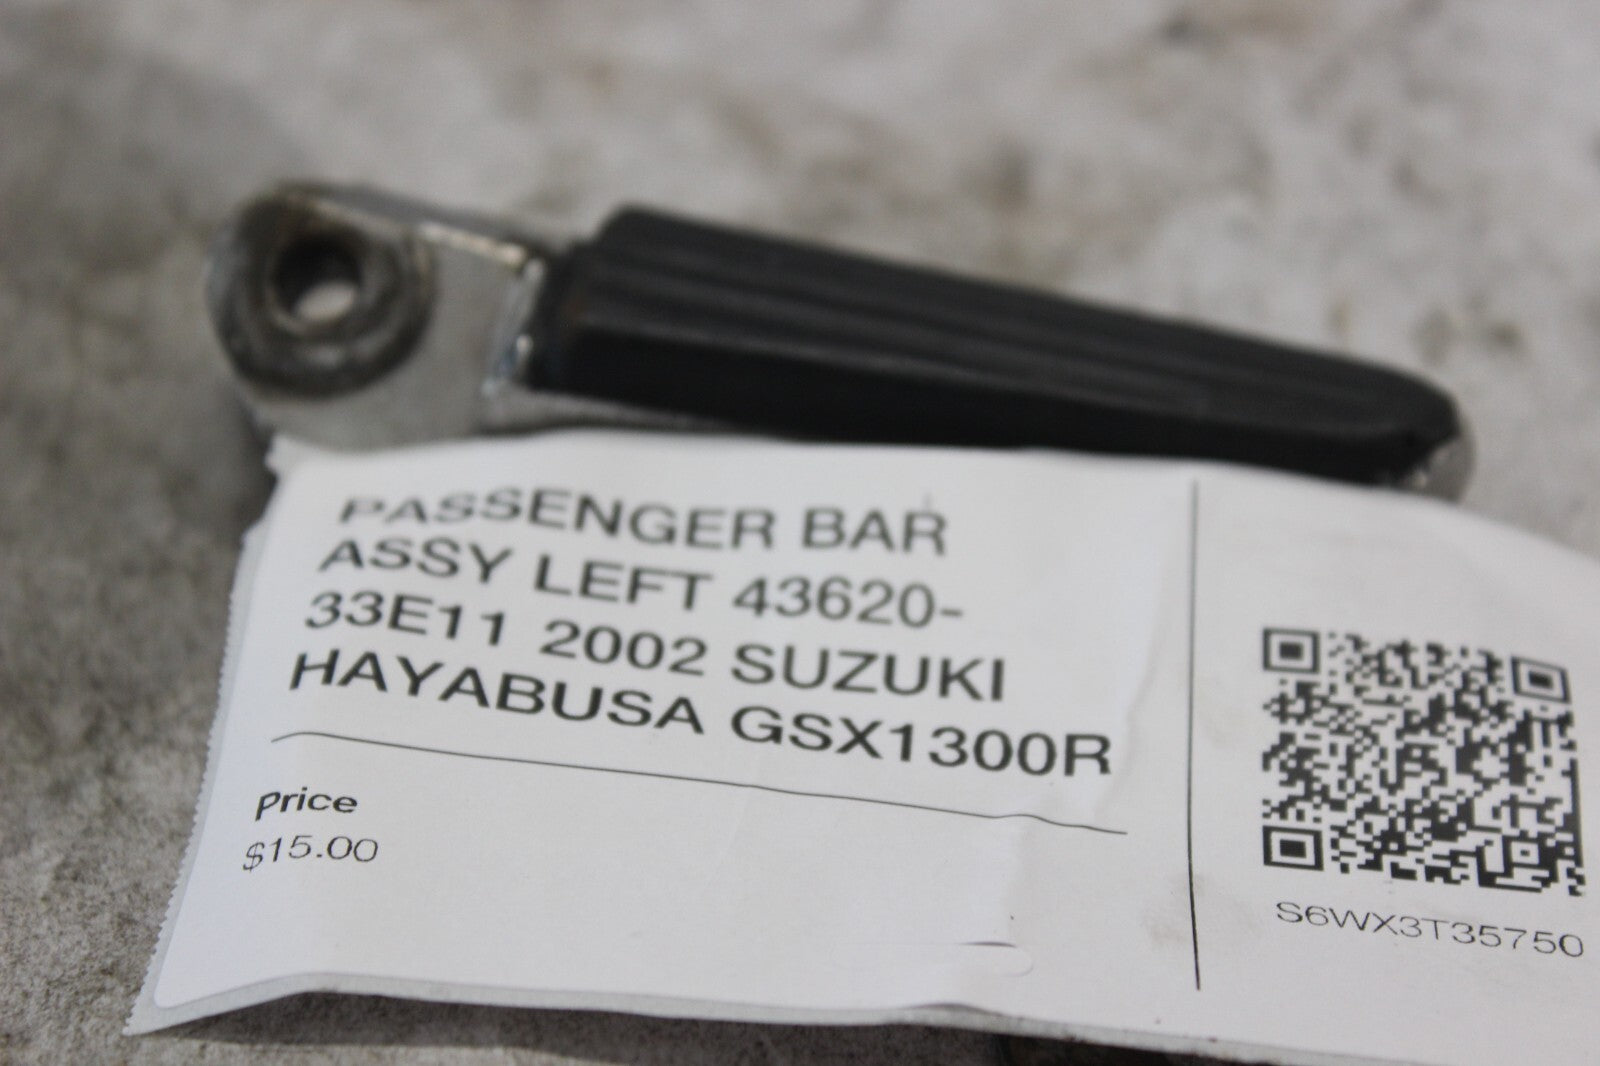 PASSENGER BAR
ASSY LEFT 43620-
33E11 2002 SUZUKI
HAYABUSA GSX1300R
Price
$15.00
S6WX3T35750